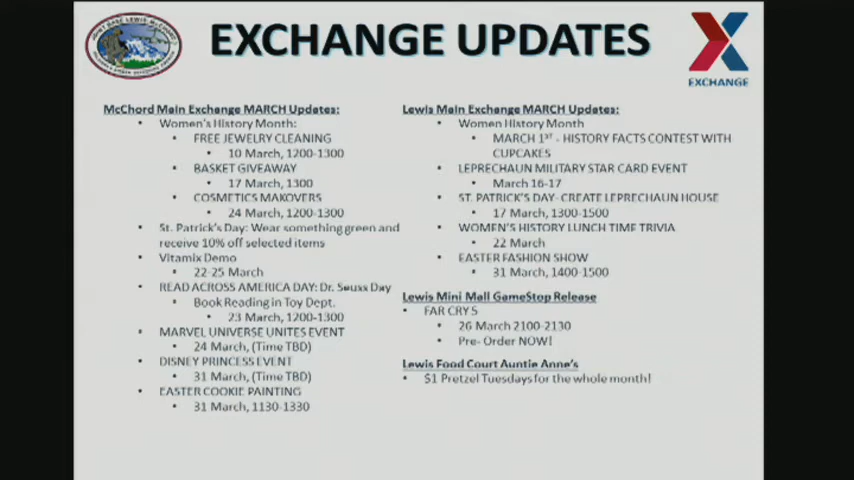 EXCHANGE UPDATES
EXCHANGE
McChord Main Exchange MARCH Updates:
• Women's History Month:
• FREE JEWELRY CLEANING
• 10 March, 1200-1300
• BASKET GIVEAWAY
• 17 March, 1300
• COSMETICS MAKOVERS
• 24 March, 1200-1300
• St. Patrick's Day: Wear something green and
receive 10% off selected items
• Vitamix Demo
• 22-25 March
• READ ACROSS AMERICA DAY: Dr. Seuss Day
• Book Reading in Toy Dept.
• 23 March, 1200-1300
• MARVEL UNIVERSE UNITES EVENT
• 24 March, (Time TBD)
• DISNEY PRINCESS EVENT
• 31 March, (Time TBD)
• EASTER COOKIE PAINTING
• 31 March, 1130-1330
Lewis Main Exchange MARCH Updates:
• Women History Month
• MARCH 1ST - HISTORY FACTS CONTEST WITH
CUPCAKES
• LEPRECHAUN MILITARY STAR CARD EVENT
• March 16-17
• ST. PATRICK'S DAY- CREATE LEPRECHAUN HOUSE
• 17 March, 1300-1500
• WOMEN'S HISTORY LUNCH TIME TRIVIA
• 22 March
• EASTER FASHION SHOW
• 31 March, 1400-1500
Lewis Mini Mall GameStop Release
• FAR CRY 5
• 26 March 2100-2130
• Pre- Order NOW!
Lewis Food Court Auntie Anne's
• $1 Pretzel Tuesdays for the whole month!